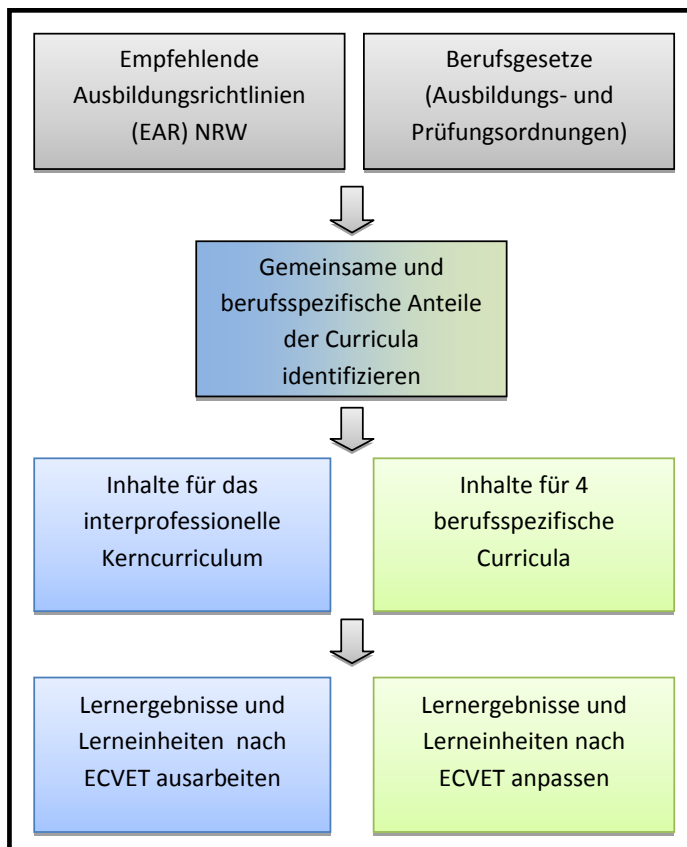 Empfehlende
Ausbildungsrichtlinien
(EAR) NRW
Berufsgesetze
(Ausbildungs- und
Prüfungsordnungen)
Gemeinsame und
berufsspezifische Anteile
der Curricula
identifizieren
Inhalte für das
interprofessionelle
Kerncurriculum
Inhalte für 4
berufsspezifische
Curricula
Lernergebnisse und
Lerneinheiten nach
ECVET ausarbeiten
Lernergebnisse und
Lerneinheiten nach
ECVET anpassen